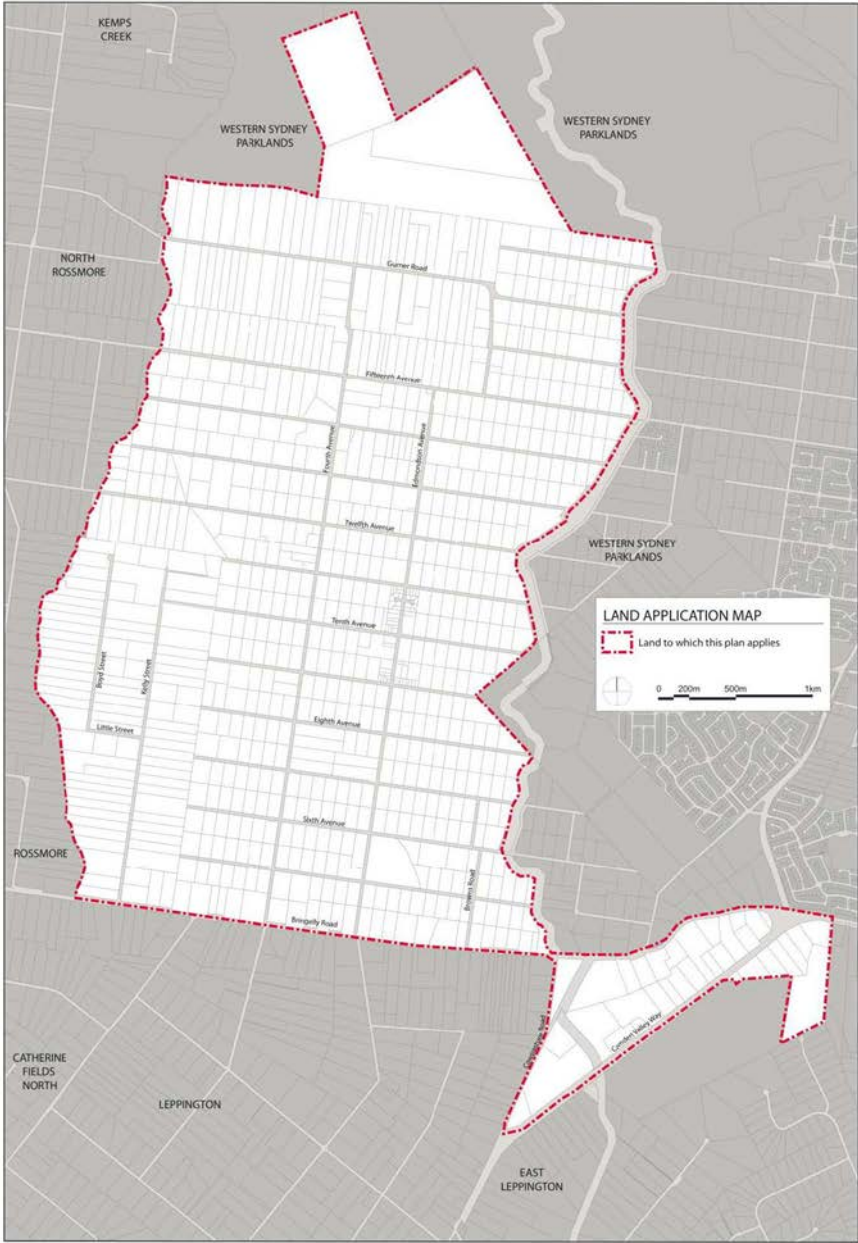 KEMPS
CREEK
WESTERN SYDNEY
PARKLANDS
WESTERN SYDNEY
PARKLANDS
NORTH
ROSSMORE
Gurner Road
Fifteenth Avenue
Fourth Avenue
Edmondson Avenue
Twelfth Avenue
WESTERN SYDNEY
PARKLANDS
LAND APPLICATION MAP
Land to which this plan applies
0 200m 500m 1km
Tenth Avenue
Boyd Street
Kelly Street
Eighth Avenue
Little Street
Sixth Avenue
ROSSMORE
Browns Road
Bringelly Road
Cowpasture Road
Camden Valley Way
CATHERINE
FIELDS
NORTH
LEPPINGTON
EAST
LEPPINGTON